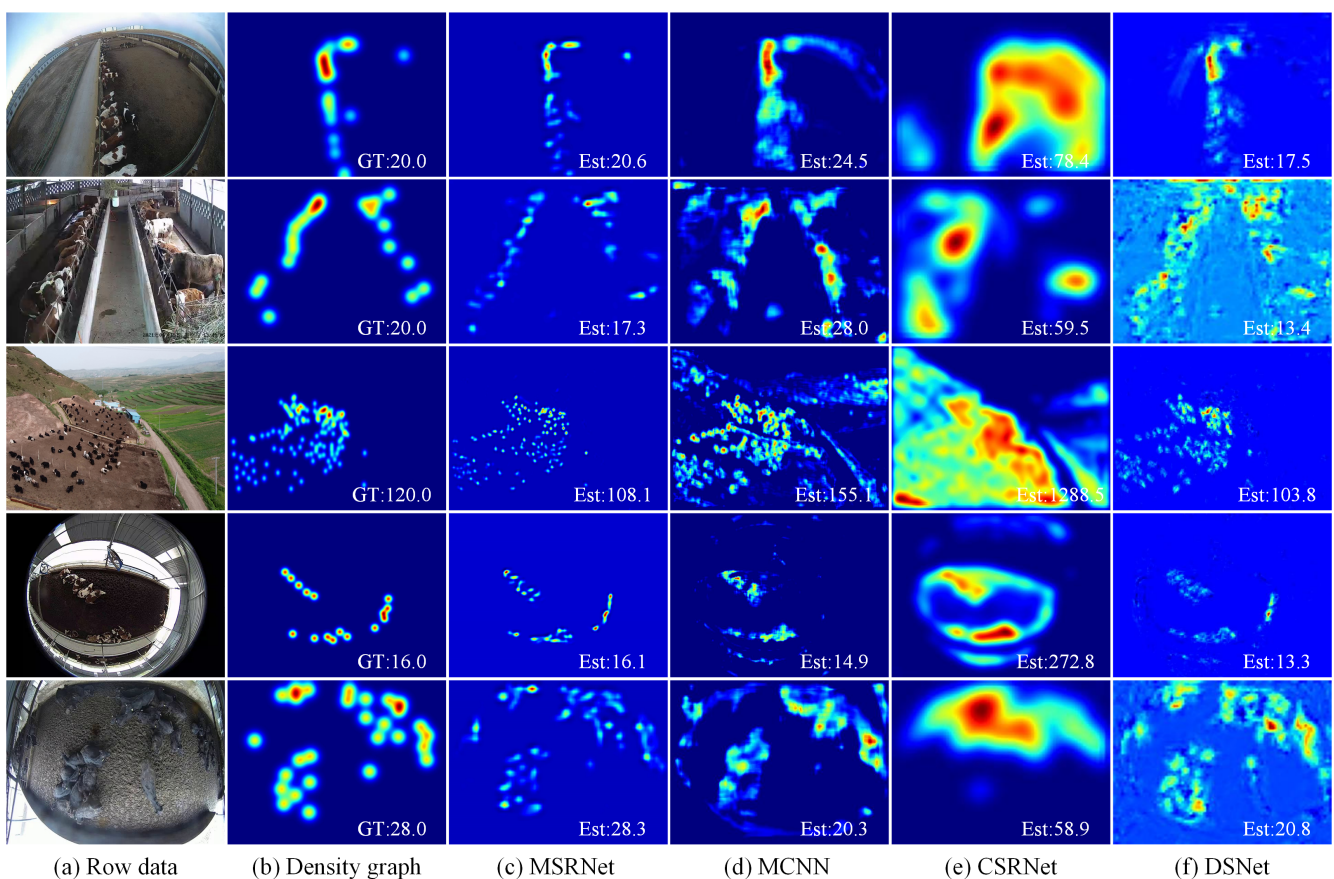 GT:20.0 Est:20.6 Est:24.5 Est:78.4 Est:17.5
GT:20.0 Est:17.3 Est:28.0 Est:59.5 Est:13.4
GT:120.0 Est:108.1 Est:155.1 Est:1288.5 Est:103.8
GT:16.0 Est:16.1 Est:14.9 Est:272.8 Est:13.3
GT:28.0 Est:28.3 Est:20.3 Est:58.9 Est:20.8
(a) Row data (b) Density graph (c) MSRNet (d) MCNN (e) CSRNet (f) DSNet